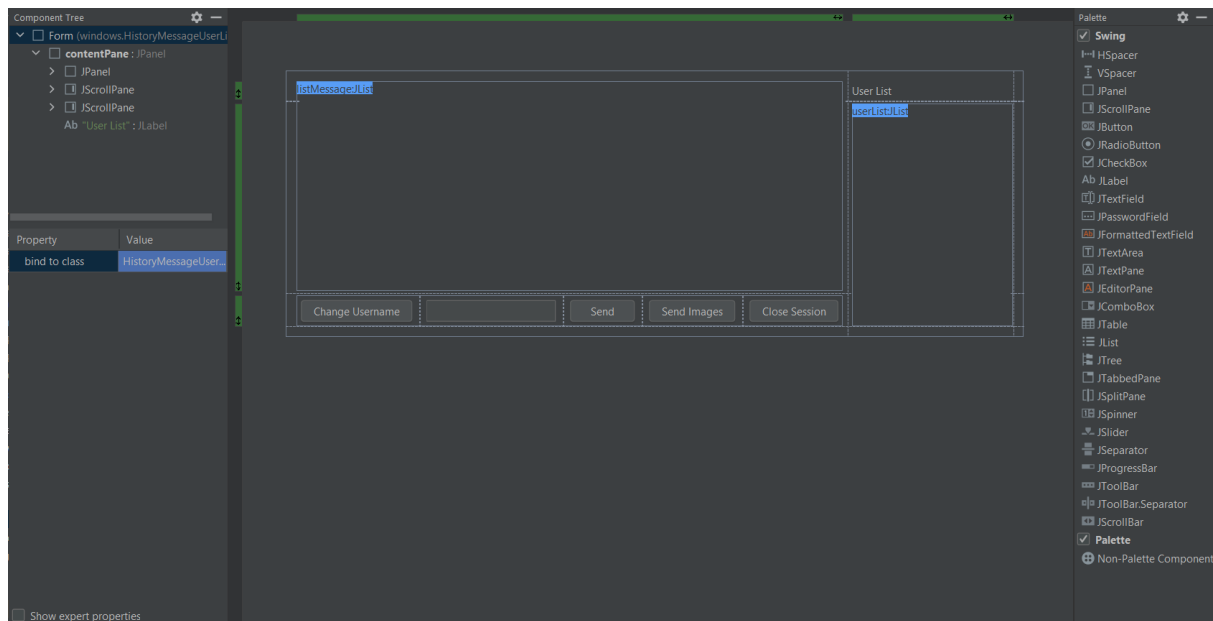 Component Tree
Form (windows.HistoryMessageUserLi
contentPane : JPanel
JPanel
JScrollPane
JScrollPane
Ab "User List" : JLabel
Property Value
bind to class HistoryMessageUser...
Show expert properties
listMessage:JList
User List
userList:JList
Change Username
Send
Send Images
Close Session
Palette
Swing
HSpacer
VSpacer
JPanel
JScrollPane
OK JButton
JRadioButton
JCheckBox
Ab JLabel
JTextField
JPasswordField
Ab JFormattedTextField
T JTextArea
A JTextPane
A JEditorPane
JComboBox
JTable
JList
JTree
JTabbedPane
JSplitPane
JSpinner
JSlider
JSeparator
JProgressBar
JToolBar
JToolBar.Separator
JScrollBar
Palette
Non-Palette Component